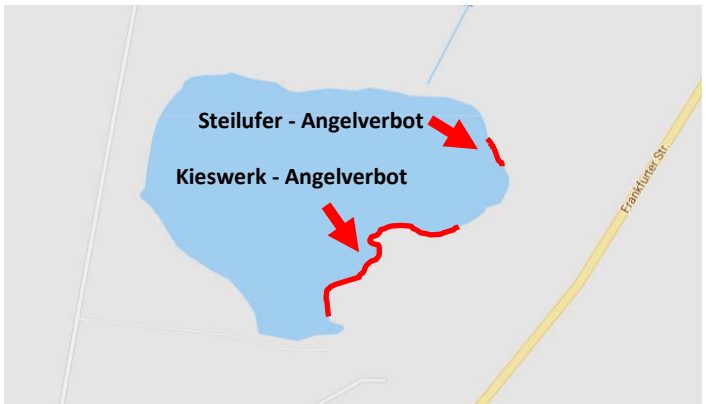 Steilufer - Angelverbot
Kieswerk - Angelverbot
Frankfurter Str.